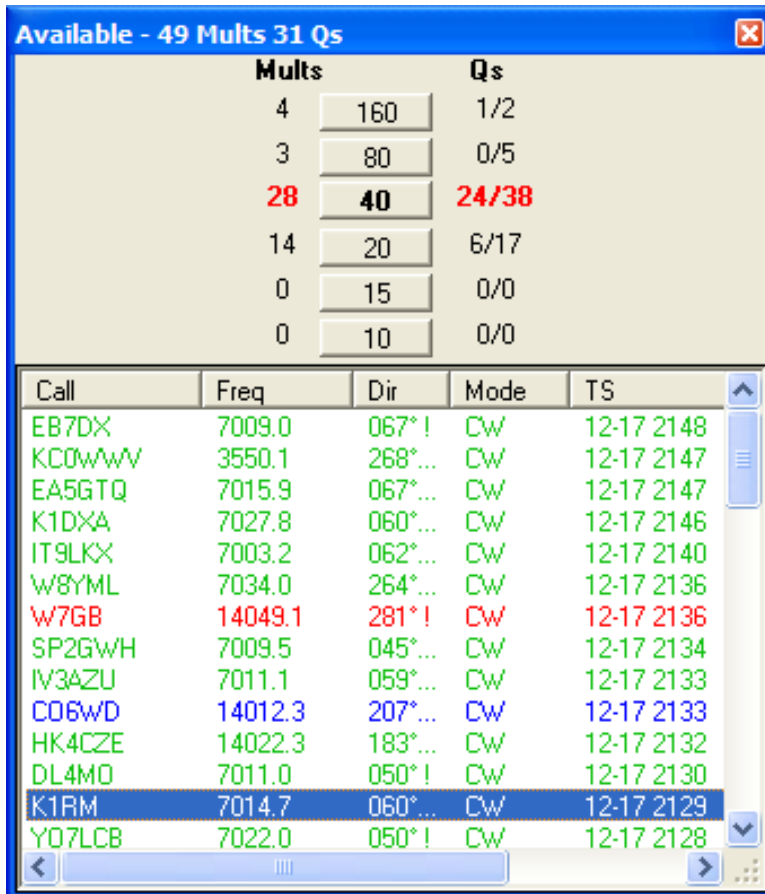 Available - 49 Mults 31 Qs
Mults Qs
4 160 1/2
3 80 0/5
28 40 24/38
14 20 6/17
0 15 0/0
0 10 0/0
Call Freq Dir Mode TS
EB7DX 7009.0 067° ! CW 12-17 2148
KC0WWV 3550.1 268°... CW 12-17 2147
EA5GTQ 7015.9 067°... CW 12-17 2147
K1DXA 7027.8 060°... CW 12-17 2146
IT9LKX 7003.2 062°... CW 12-17 2140
W8YML 7034.0 264°... CW 12-17 2136
W7GB 14049.1 281° ! CW 12-17 2136
SP2GWH 7009.5 045°... CW 12-17 2134
IV3AZU 7011.1 059°... CW 12-17 2133
CO6WD 14012.3 207°... CW 12-17 2133
HK4CZE 14022.3 183°... CW 12-17 2132
DL4MO 7011.0 050° ! CW 12-17 2130
K1RM 7014.7 060°... CW 12-17 2129
YO7LCB 7022.0 050° ! CW 12-17 2128